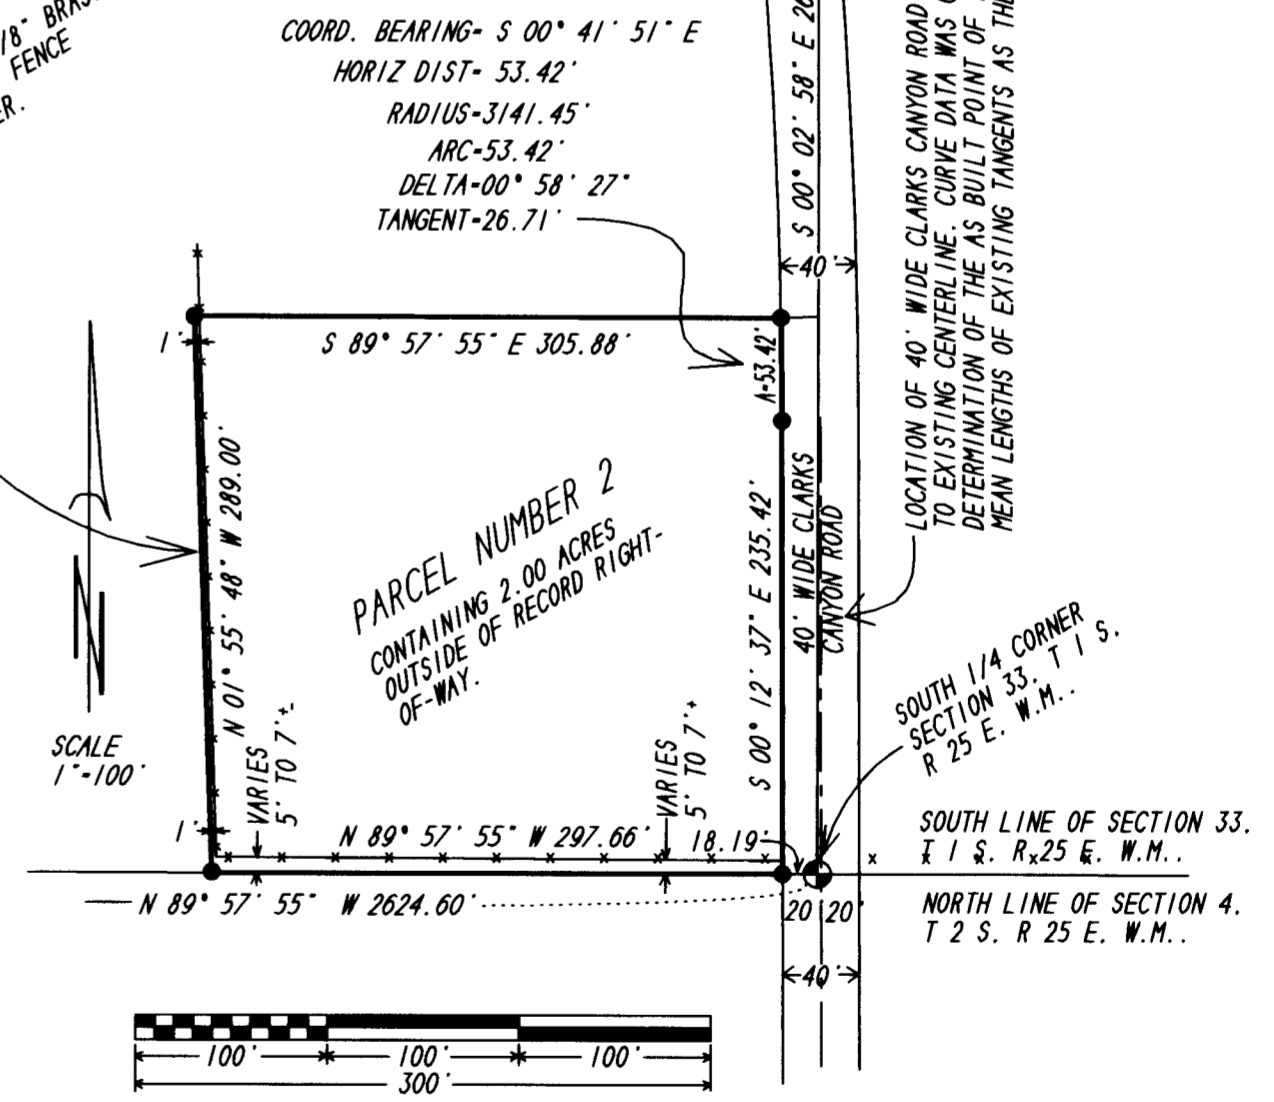 /8" BRAS
FENCE
ER.
COORD. BEARING= S 00° 41' 51" E
HORIZ DIST= 53.42'
RADIUS=3141.45'
ARC=53.42'
DELTA=00° 58' 27"
TANGENT=26.71'
S 00° 02' 58" E 20
40'
LOCATION OF 40' WIDE CLARKS CANYON ROAD
TO EXISTING CENTERLINE. CURVE DATA WAS
DETERMINATION OF THE AS BUILT POINT OF
MEAN LENGTHS OF EXISTING TANGENTS AS THE
1'
S 89° 57' 55" E 305.88'
A=53.42'
N 01° 55' 48" W 289.00'
PARCEL NUMBER 2
CONTAINING 2.00 ACRES
OUTSIDE OF RECORD RIGHT-
OF-WAY.
S 00° 12' 37" E 235.42'
40' WIDE CLARKS
CANYON ROAD
SOUTH 1/4 CORNER
SECTION 33. T 1 S.
R 25 E. W.M..
N
SCALE
1"=100'
VARIES
5' TO 7'±
VARIES
5' TO 7'±
1'
N 89° 57' 55" W 297.66'
18.19'
SOUTH LINE OF SECTION 33.
T 1 S. R 25 E. W.M..
N 89° 57' 55" W 2624.60'
20' 20'
NORTH LINE OF SECTION 4.
T 2 S. R 25 E. W.M..
40'
100' 100' 100'
300'